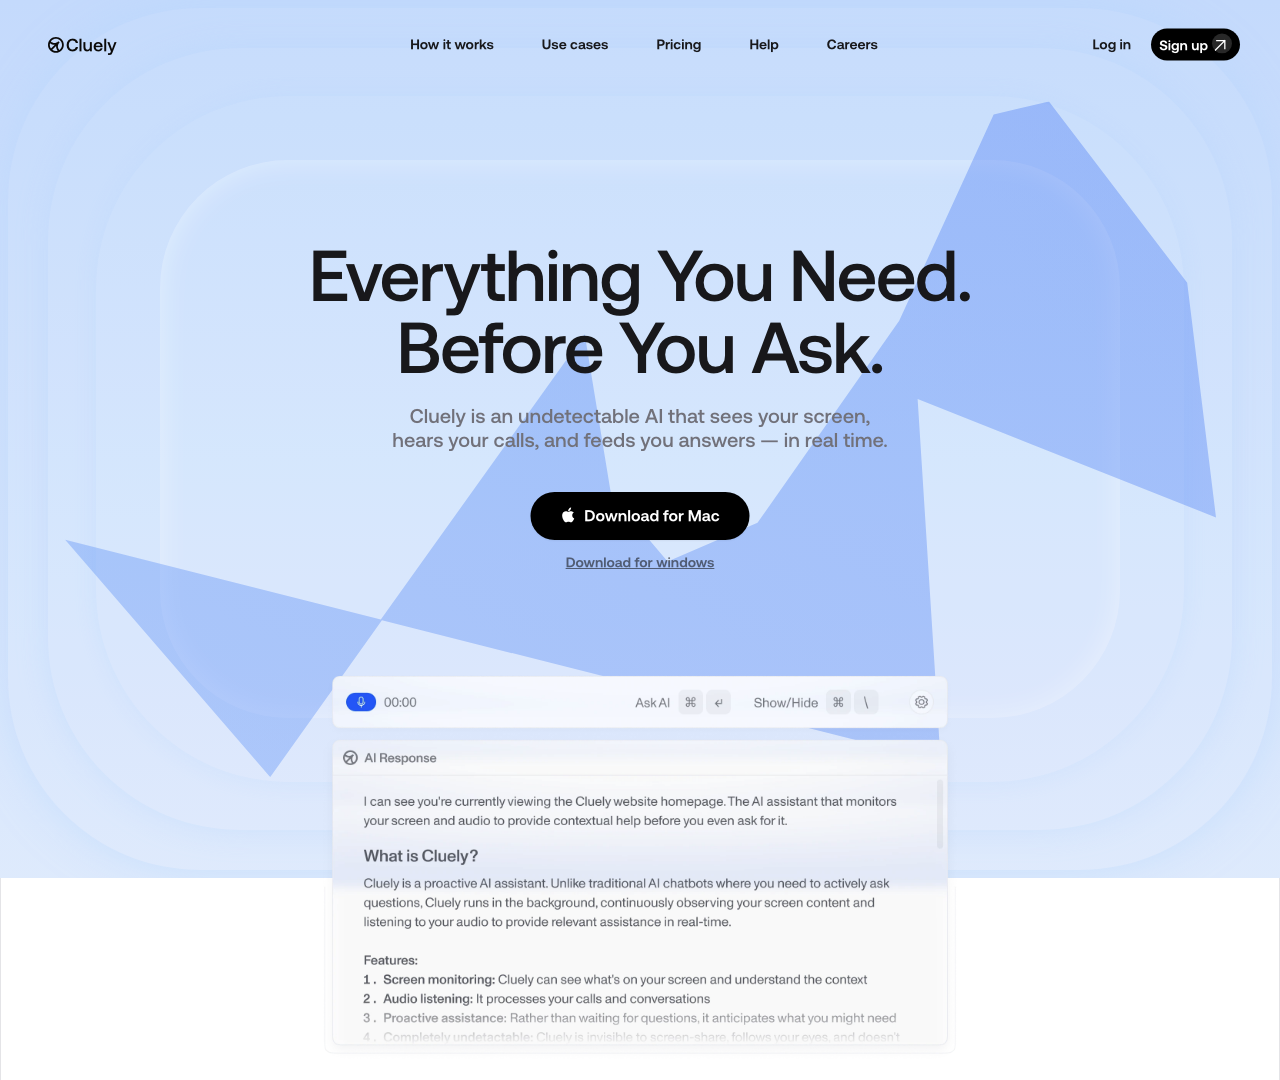 Cluely
How it works
Use cases
Pricing
Help
Careers
Log in
Sign up
Everything You Need.
Before You Ask.
Cluely is an undetectable AI that sees your screen,
hears your calls, and feeds you answers — in real time.
Download for Mac
Download for windows
00:00
Ask AI ⌘ ↵
Show/Hide ⌘ \
AI Response
I can see you're currently viewing the Cluely website homepage. The AI assistant that monitors
your screen and audio to provide contextual help before you even ask for it.
What is Cluely?
Cluely is a proactive AI assistant. Unlike traditional AI chatbots where you need to actively ask
questions, Cluely runs in the background, continuously observing your screen content and
listening to your audio to provide relevant assistance in real-time.
Features:
1. Screen monitoring: Cluely can see what's on your screen and understand the context
2. Audio listening: It processes your calls and conversations
3. Proactive assistance: Rather than waiting for questions, it anticipates what you might need
4. Completely undetectable: Cluely is invisible to screen-share, follows your eyes, and doesn't